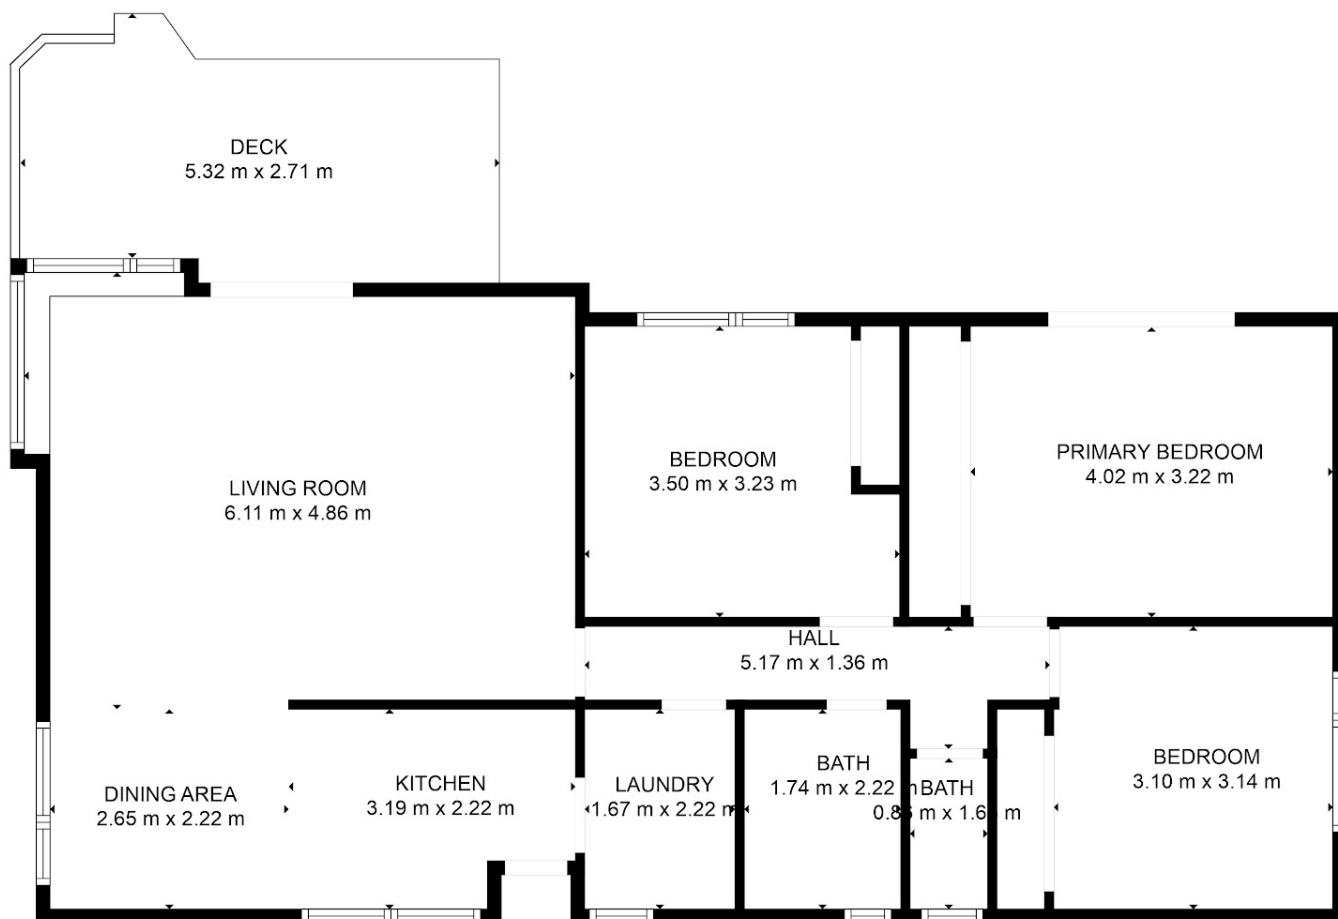 DECK
5.32 m x 2.71 m
LIVING ROOM
6.11 m x 4.86 m
BEDROOM
3.50 m x 3.23 m
PRIMARY BEDROOM
4.02 m x 3.22 m
HALL
5.17 m x 1.36 m
DINING AREA
2.65 m x 2.22 m
KITCHEN
3.19 m x 2.22 m
LAUNDRY
1.67 m x 2.22 m
BATH
1.74 m x 2.22 m
BATH
m x
m
BEDROOM
3.10 m x 3.14 m